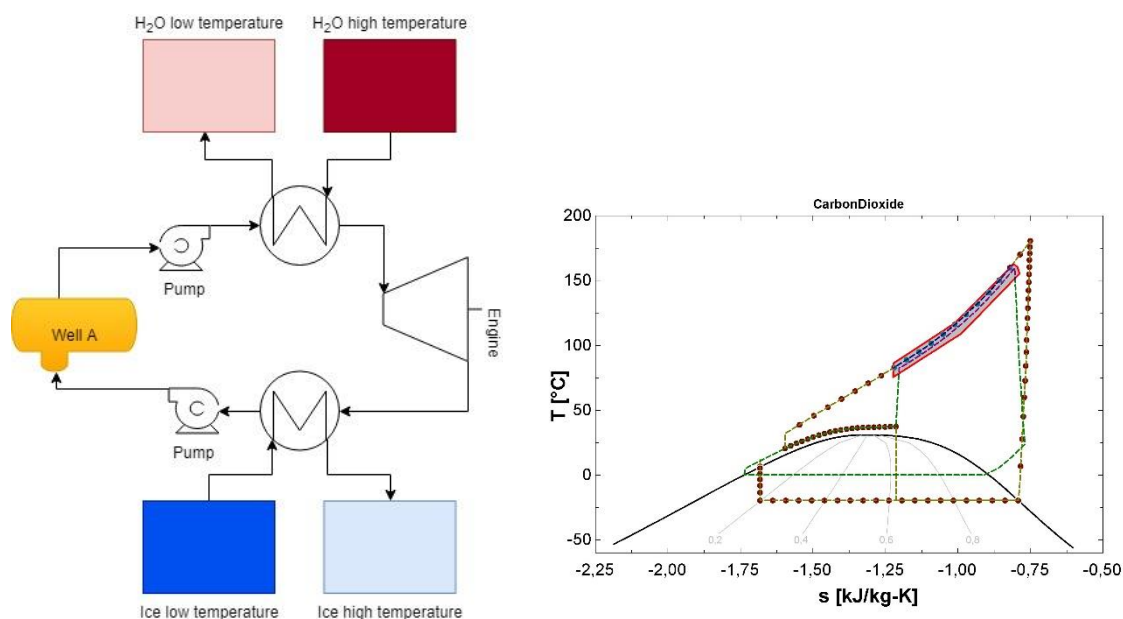 H₂O low temperature
H₂O high temperature
Pump
Well A
Engine
Pump
Ice low temperature
Ice high temperature
CarbonDioxide
200
150
100
50
0
-50
T [°C]
0,2
0,4
0,6
0,8
-2,25
-2,00
-1,75
-1,50
-1,25
-1,00
-0,75
-0,50
s [kJ/kg-K]